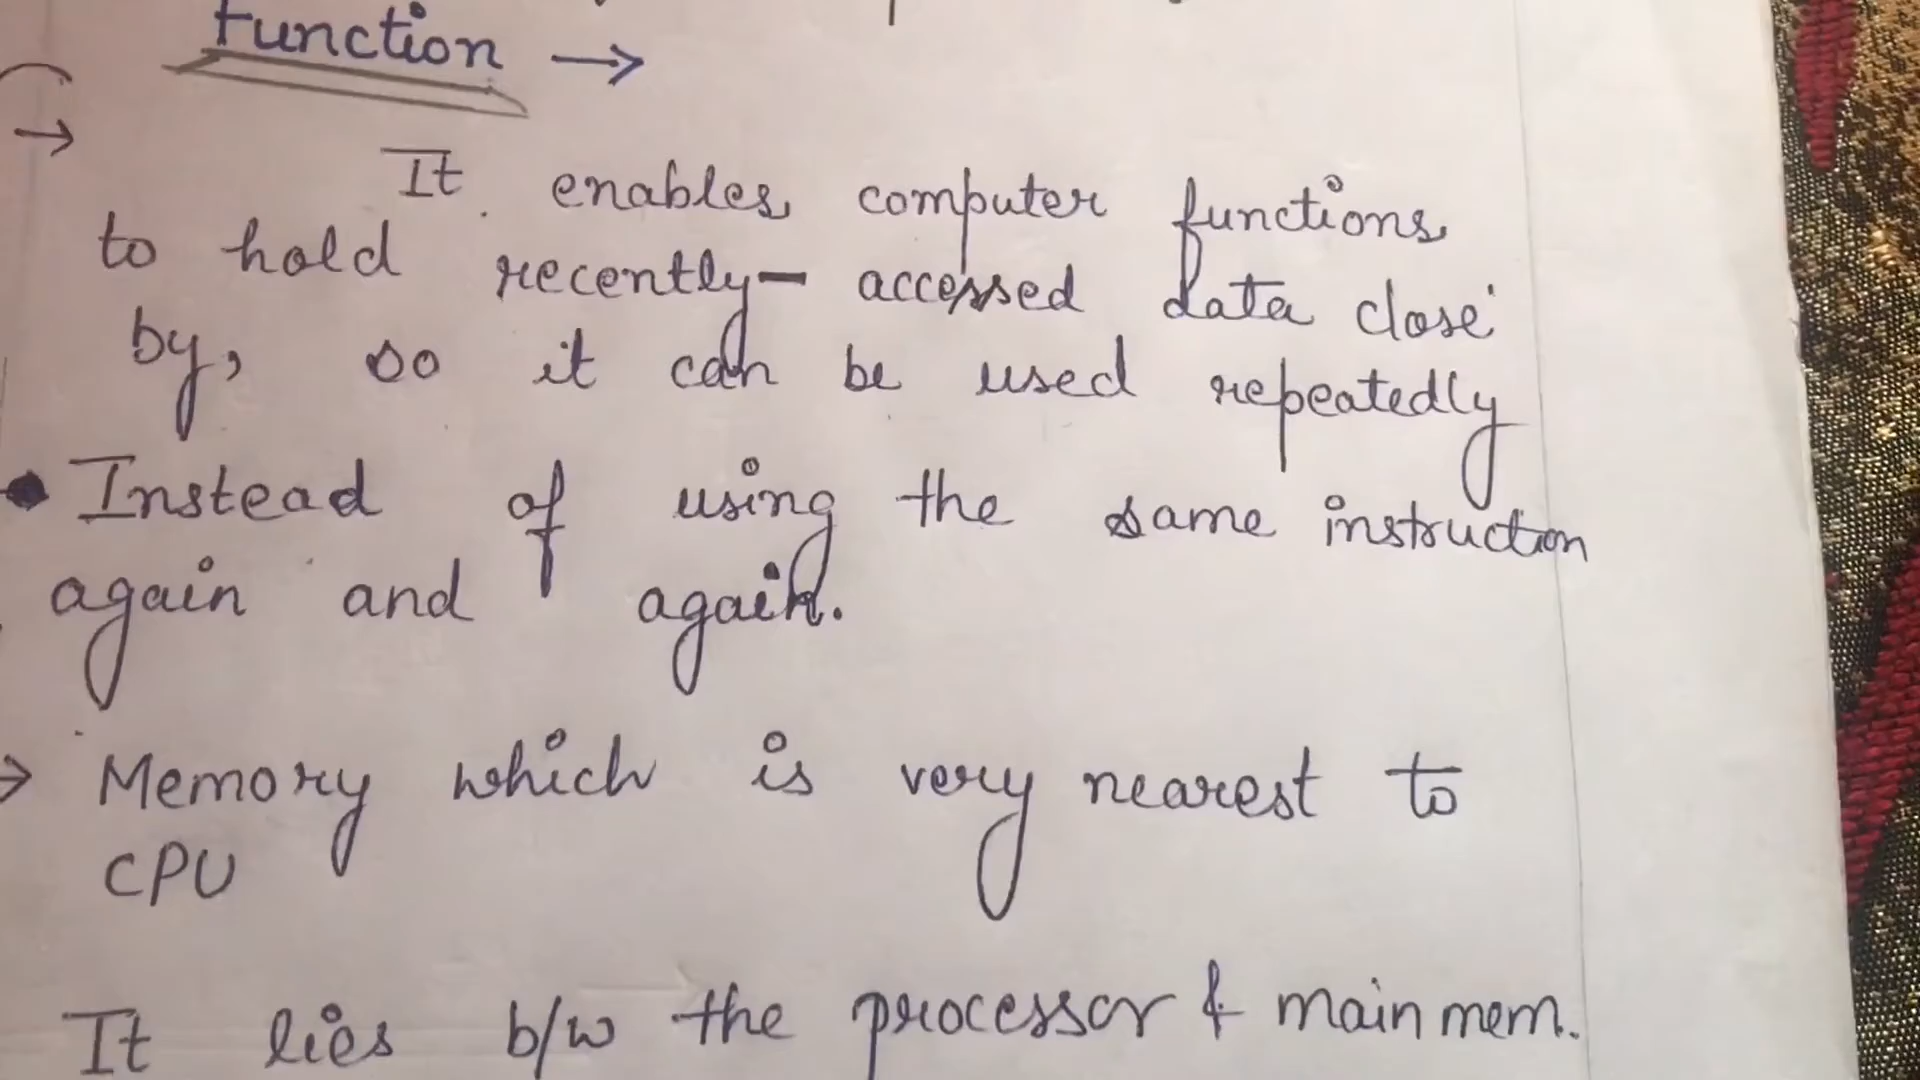 Function →
→
It enables computer functions
to hold recently- accessed data close
by, so it can be used repeatedly
• Instead of using the same instruction
again and again.
→ Memory which is very nearest to
CPU
It lies b/w the processor & main mem.